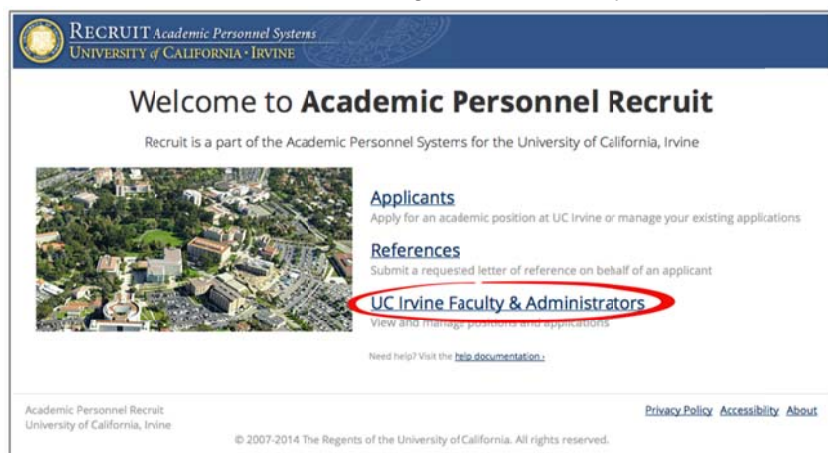 RECRUIT Academic Personnel Systems
UNIVERSITY of CALIFORNIA • IRVINE
Welcome to Academic Personnel Recruit
Recruit is a part of the Academic Personnel Systems for the University of California, Irvine
Applicants
Apply for an academic position at UC Irvine or manage your existing applications
References
Submit a requested letter of reference on behalf of an applicant
UC Irvine Faculty & Administrators
View and manage positions and applications
Need help? Visit the help documentation ›
Academic Personnel Recruit
University of California, Irvine
Privacy Policy Accessibility About
© 2007-2014 The Regents of the University of California. All rights reserved.